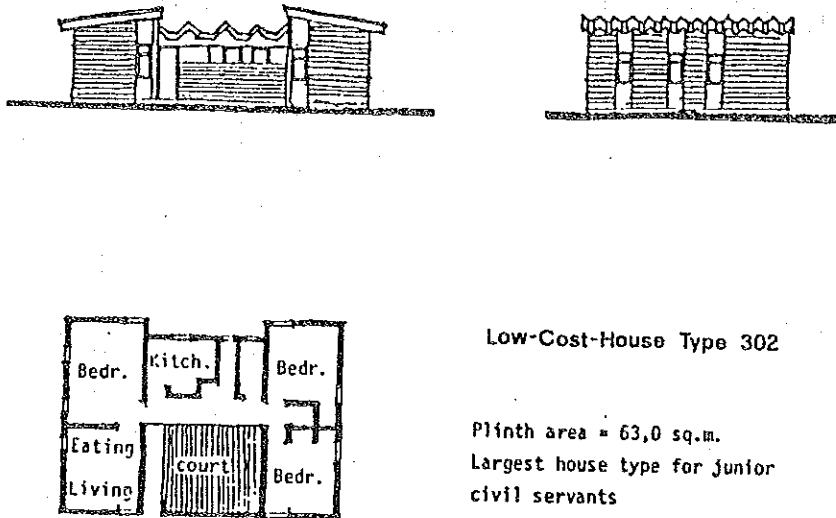 Low-Cost-House Type 302
Bedr.
Kitch.
Bedr.
Eating
Living
court
Bedr.
Plinth area = 63,0 sq.m.
Largest house type for junior
civil servants